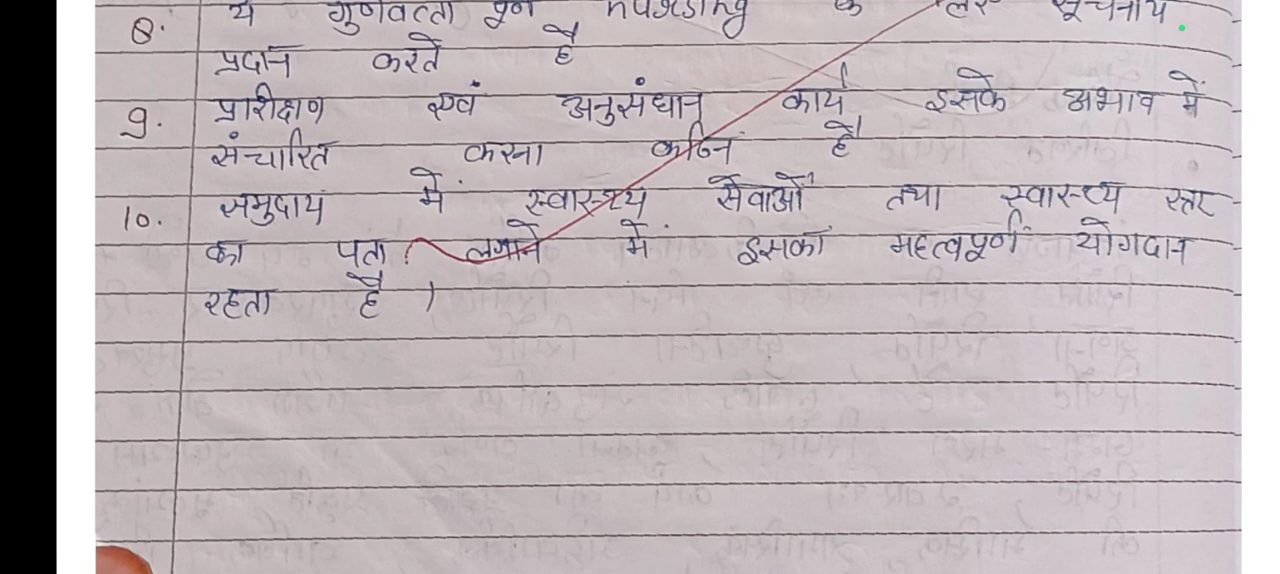 8. ये गुणवत्ता पूर्ण nursing के लिए सूचनायें
प्रदान करते है
9. प्रशिक्षण एवं अनुसंधान कार्य इसके अभाव में
संचारित करना कठिन है
10. समुदाय में स्वास्थ्य सेवाओं तथा स्वास्थ्य स्तर
का पता लगाने में इसका महत्वपूर्ण योगदान
रहता है ।